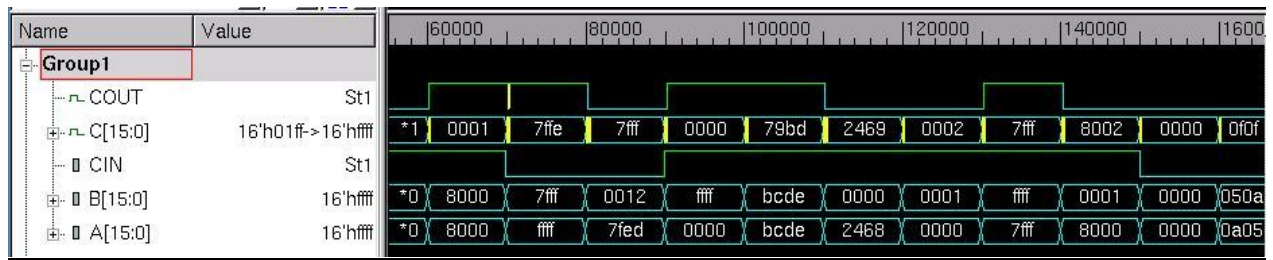 Name Value |60000 |80000 |100000 |120000 |140000 |1600
Group1
COUT St1
C[15:0] 16'h01ff->16'hffff *1 0001 7ffe 7fff 0000 79bd 2469 0002 7fff 8002 0000 0f0f
CIN St1
B[15:0] 16'hffff *0 8000 7fff 0012 ffff bcde 0000 0001 ffff 0001 0000 050a
A[15:0] 16'hffff *0 8000 ffff 7fed 0000 bcde 2468 0000 7fff 8000 0000 0a05